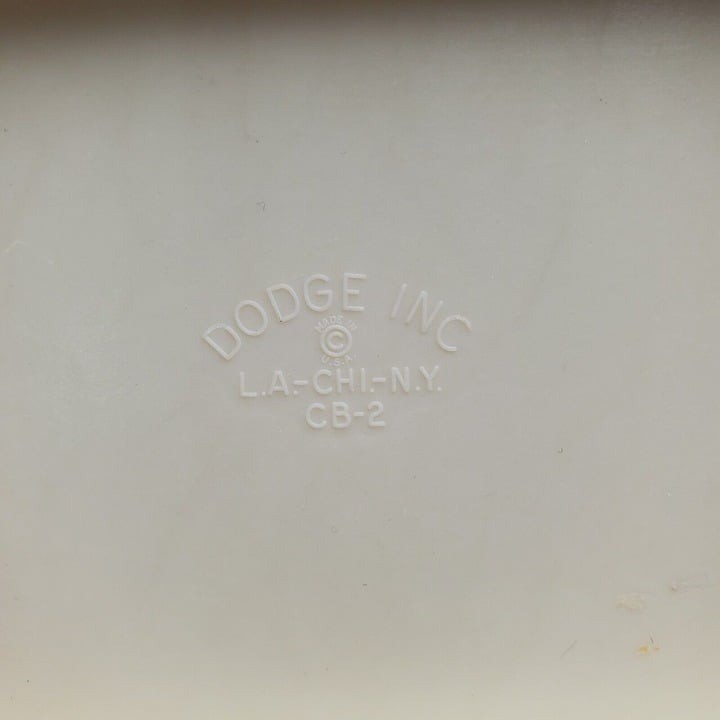 DODGE INC
MADE IN
©
U.S.A.
L.A.-CHI.-N.Y.
CB-2